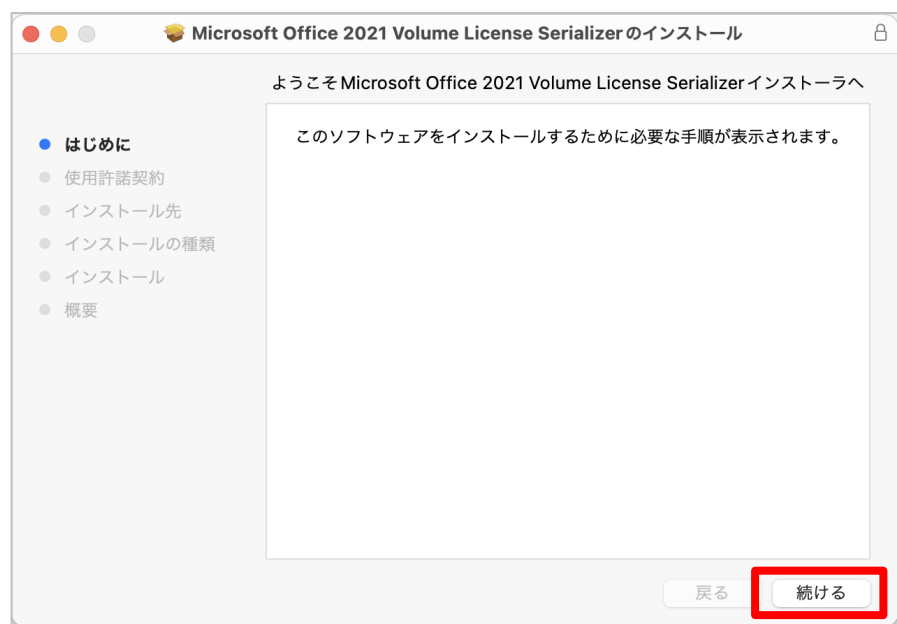 Microsoft Office 2021 Volume License Serializerのインストール
ようこそMicrosoft Office 2021 Volume License Serializerインストーラへ
はじめに
使用許諾契約
インストール先
インストールの種類
インストール
概要
このソフトウェアをインストールするために必要な手順が表示されます。
戻る
続ける